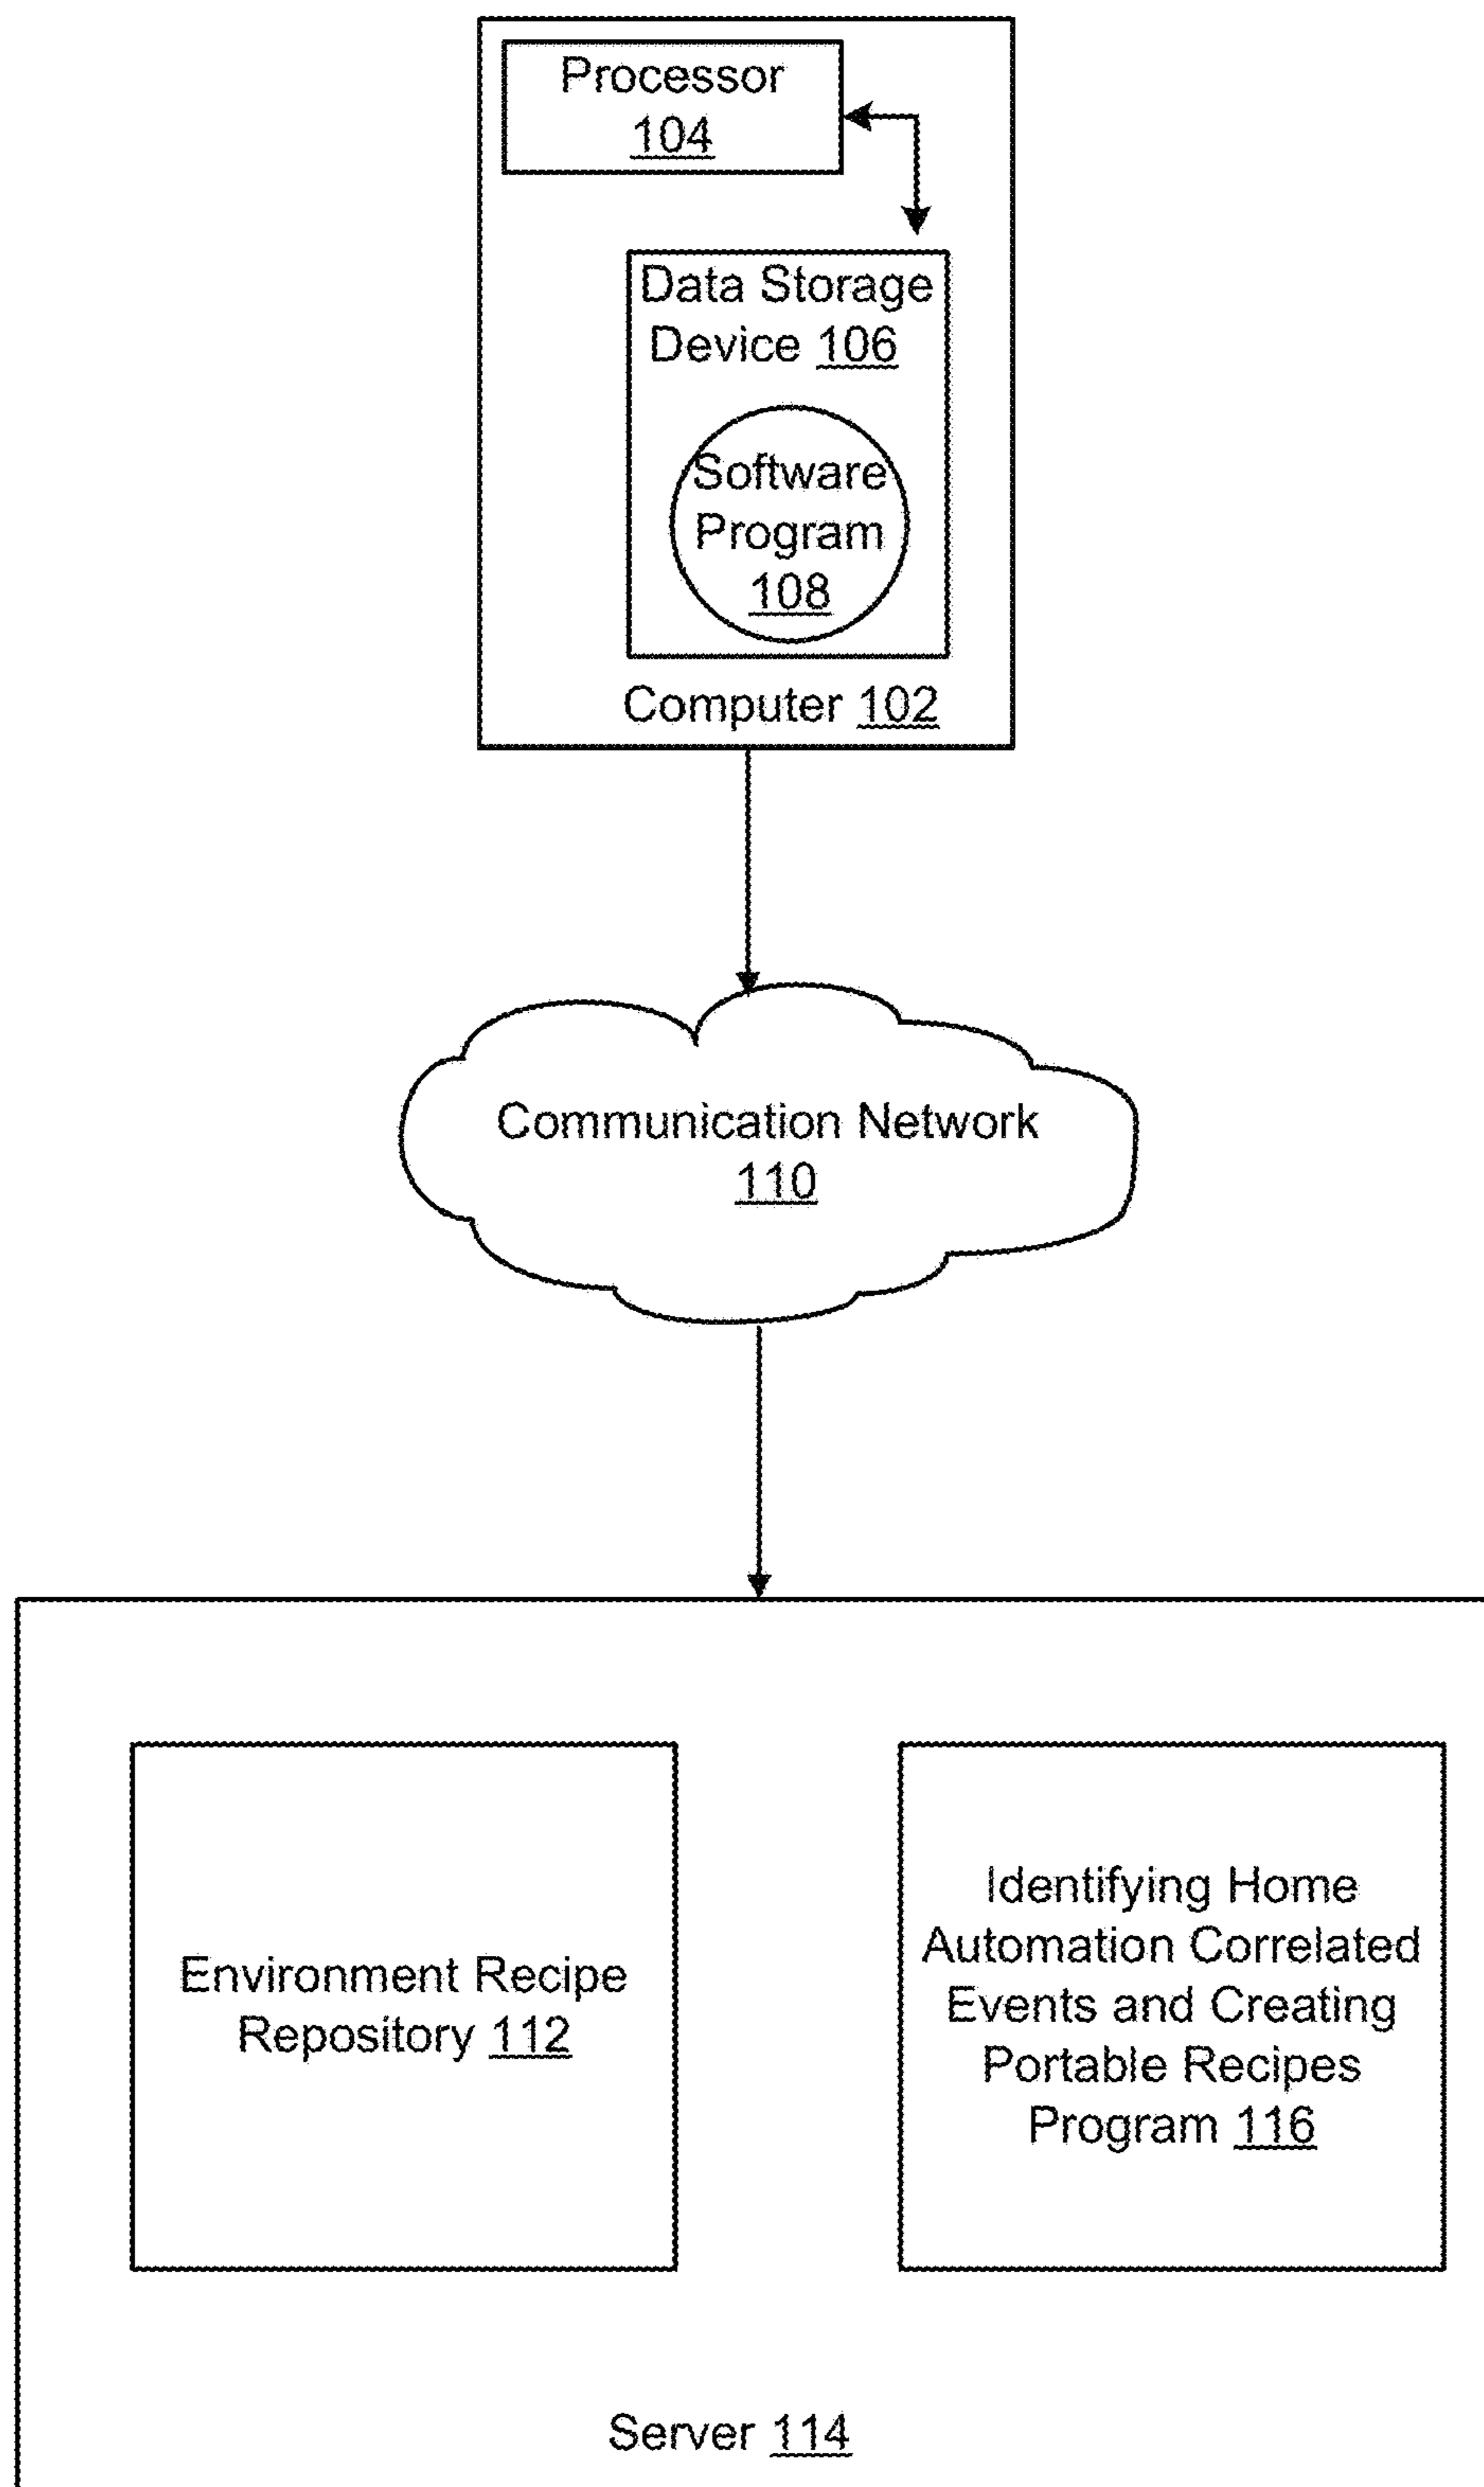 Processor
104
Data Storage
Device 106
Software
Program
108
Computer 102
Communication Network
110
Environment Recipe
Repository 112
Identifying Home
Automation Correlated
Events and Creating
Portable Recipes
Program 116
Server 114